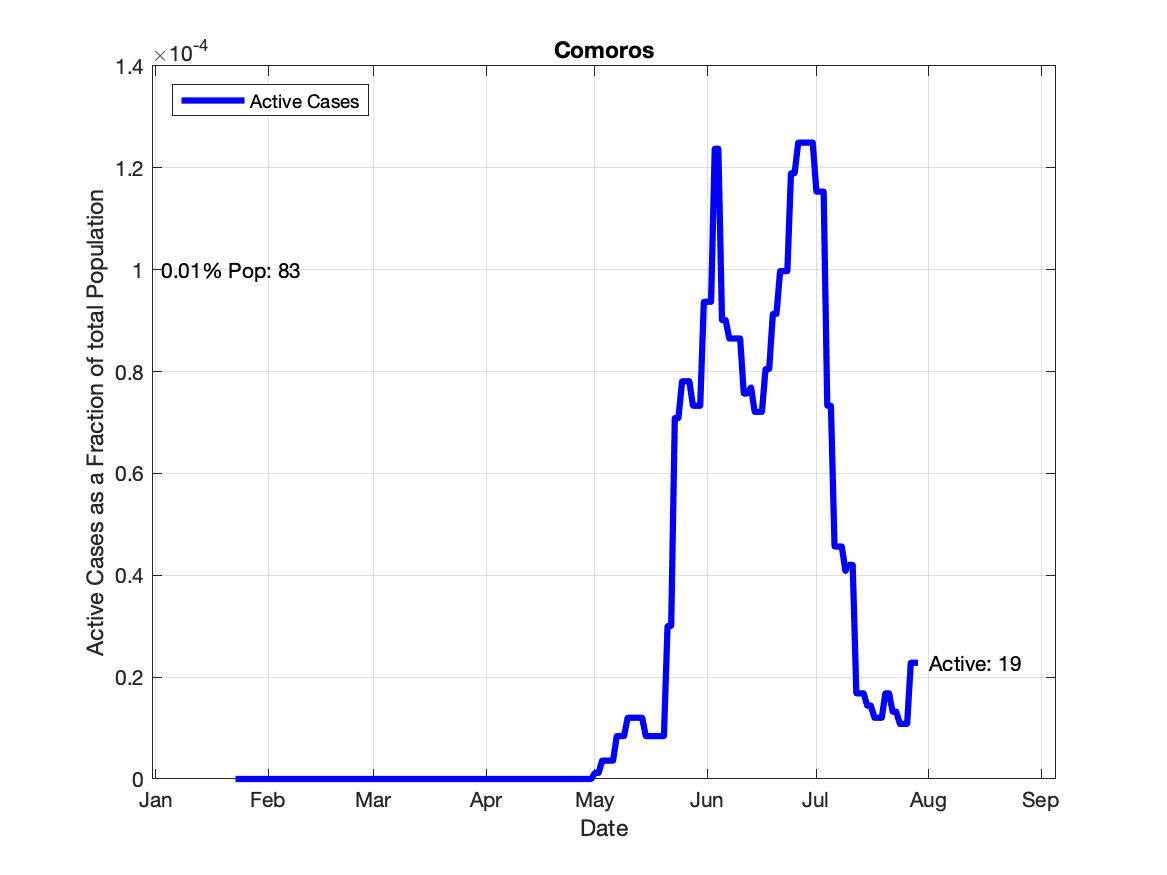 Comoros
×10^-4
Active Cases
1.4
1.2
1
0.8
0.6
0.4
0.2
0
0.01% Pop: 83
Active: 19
Active Cases as a Fraction of total Population
Jan Feb Mar Apr May Jun Jul Aug Sep
Date